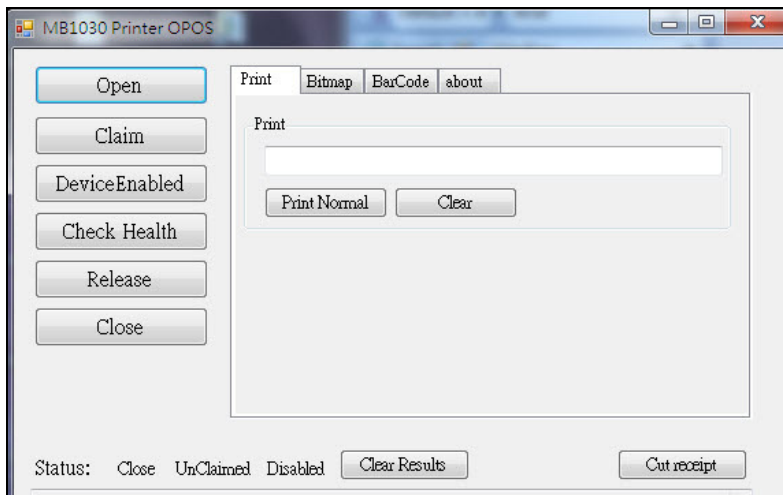 MB1030 Printer OPOS
Open
Claim
DeviceEnabled
Check Health
Release
Close
Print Bitmap BarCode about
Print
Print Normal Clear
Status: Close UnClaimed Disabled Clear Results Cut receipt